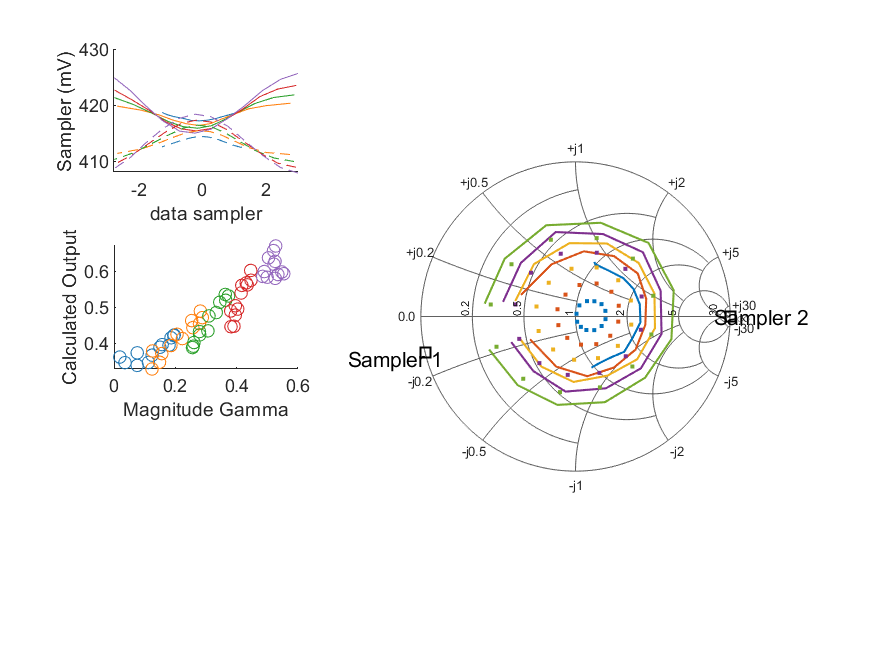 430
420
410
Sampler (mV)
-2 0 2
data sampler
0.6
0.5
0.4
Calculated Output
0 0.2 0.4 0.6
Magnitude Gamma
+j1
+j0.5 +j2
+j0.2 +j5
+j30
0.0 0.2 0.5 1 2 5 30
Sampler 2
-j30
Sampler 1
-j0.2 -j5
-j0.5 -j2
-j1